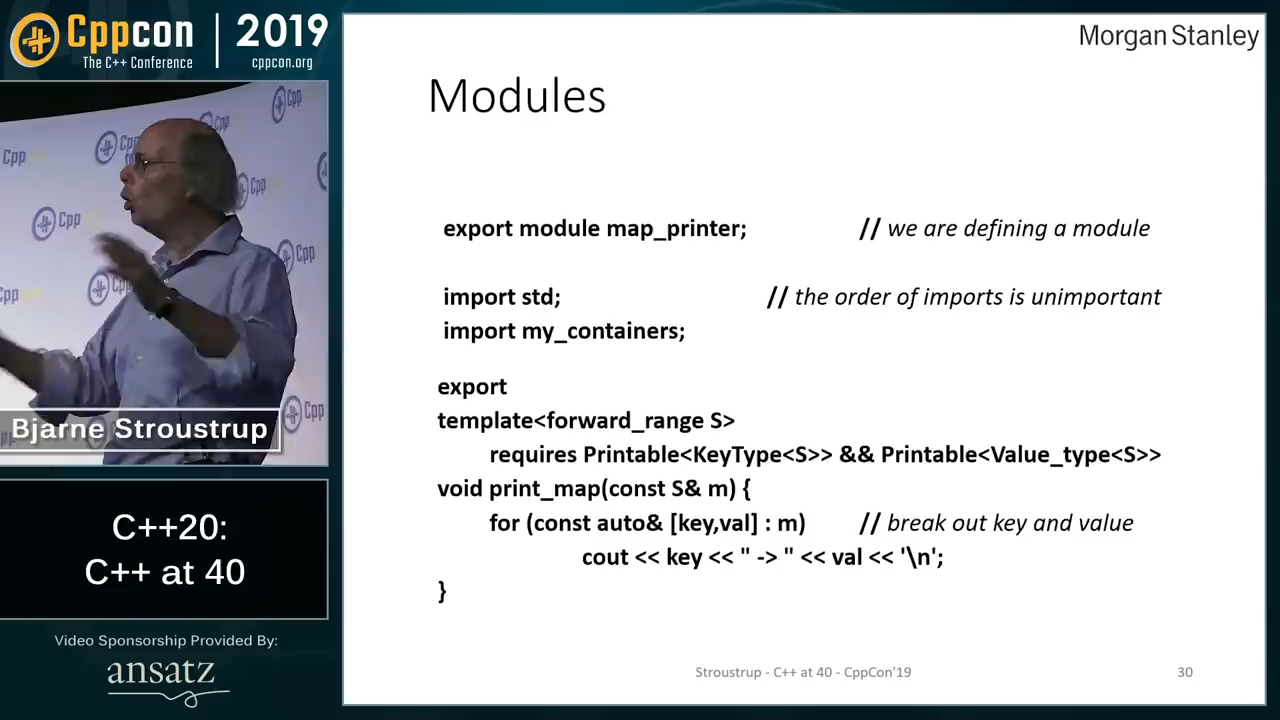 Cppcon
The C++ Conference
2019
cppcon.org
Bjarne Stroustrup
C++20:
C++ at 40
Video Sponsorship Provided By:
ansatz
Morgan Stanley
Modules
export module map_printer; // we are defining a module
import std; // the order of imports is unimportant
import my_containers;
export
template<forward_range S>
requires Printable<KeyType<S>> && Printable<Value_type<S>>
void print_map(const S& m) {
for (const auto& [key,val] : m) // break out key and value
cout << key << " -> " << val << '\n';
}
Stroustrup - C++ at 40 - CppCon'19
30